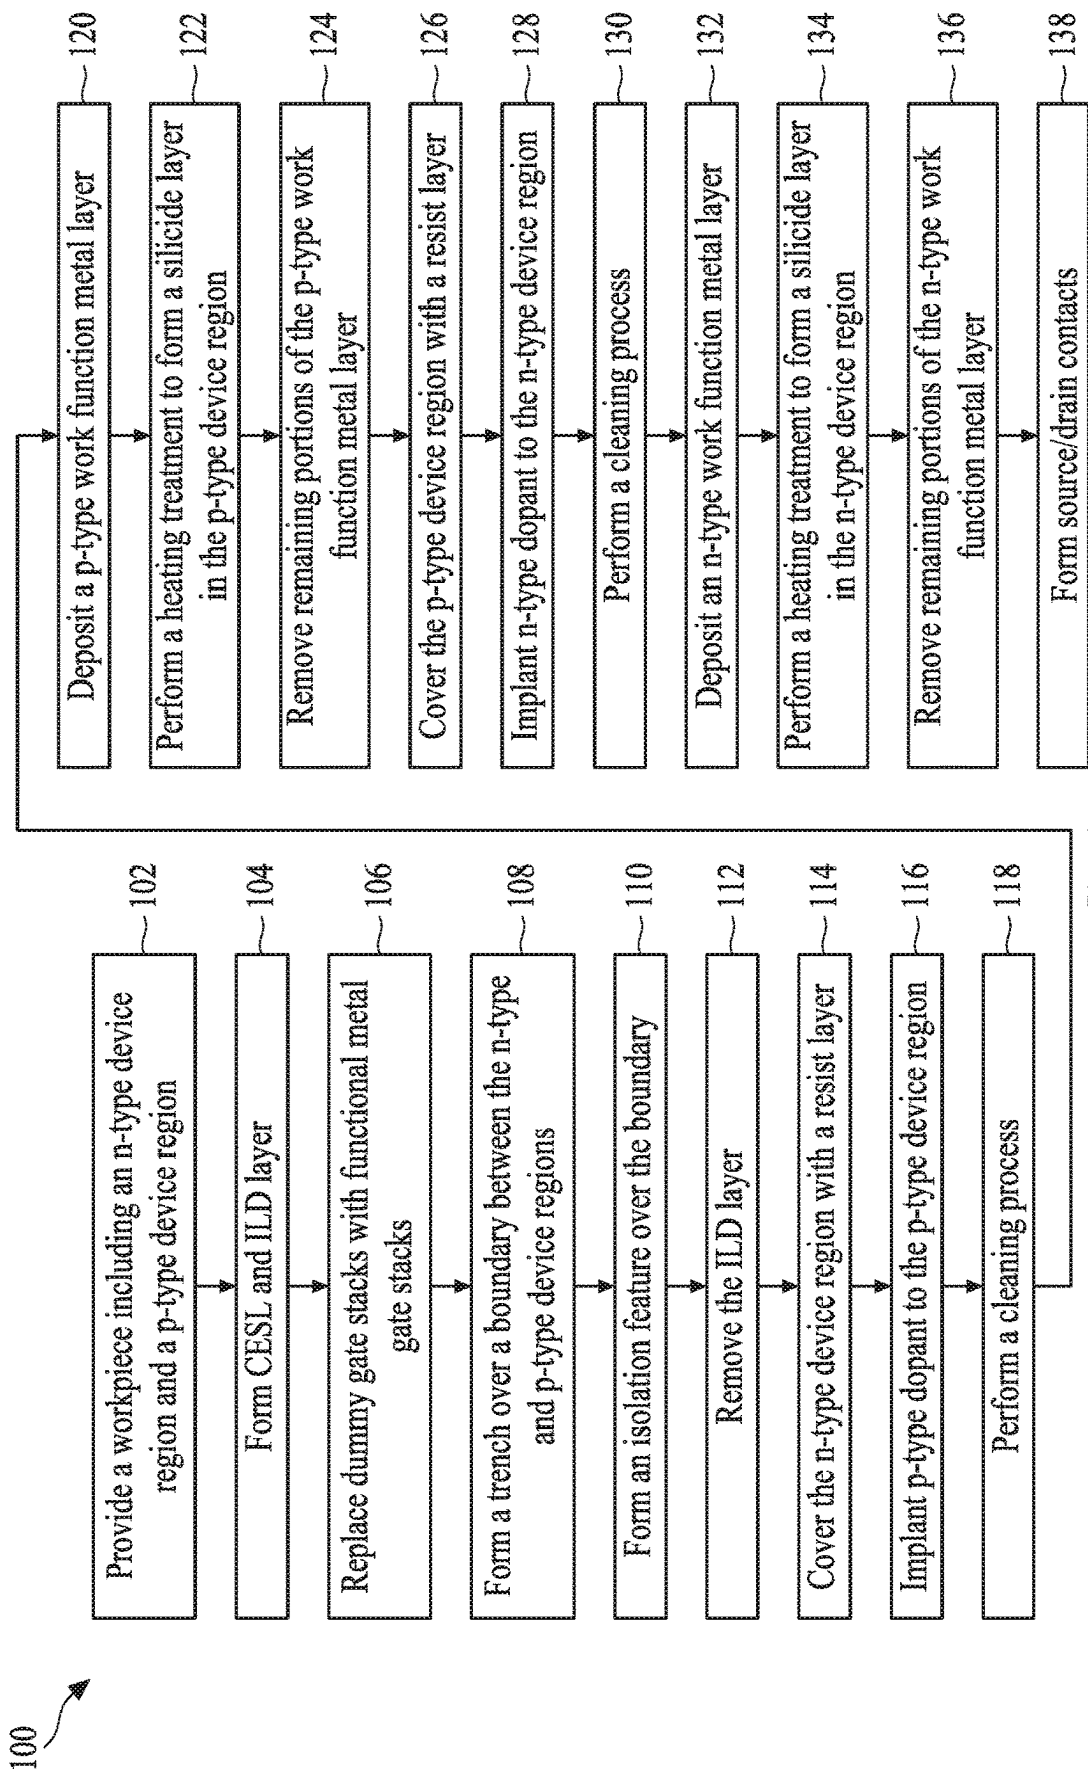 100
Provide a workpiece including an n-type device
region and a p-type device region
102
Form CESL and ILD layer
104
Replace dummy gate stacks with functional metal
gate stacks
106
Form a trench over a boundary between the n-type
and p-type device regions
108
Form an isolation feature over the boundary
110
Remove the ILD layer
112
Cover the n-type device region with a resist layer
114
Implant p-type dopant to the p-type device region
116
Perform a cleaning process
118
Deposit a p-type work function metal layer
120
Perform a heating treatment to form a silicide layer
in the p-type device region
122
Remove remaining portions of the p-type work
function metal layer
124
Cover the p-type device region with a resist layer
126
Implant n-type dopant to the n-type device region
128
Perform a cleaning process
130
Deposit an n-type work function metal layer
132
Perform a heating treatment to form a silicide layer
in the n-type device region
134
Remove remaining portions of the n-type work
function metal layer
136
Form source/drain contacts
138